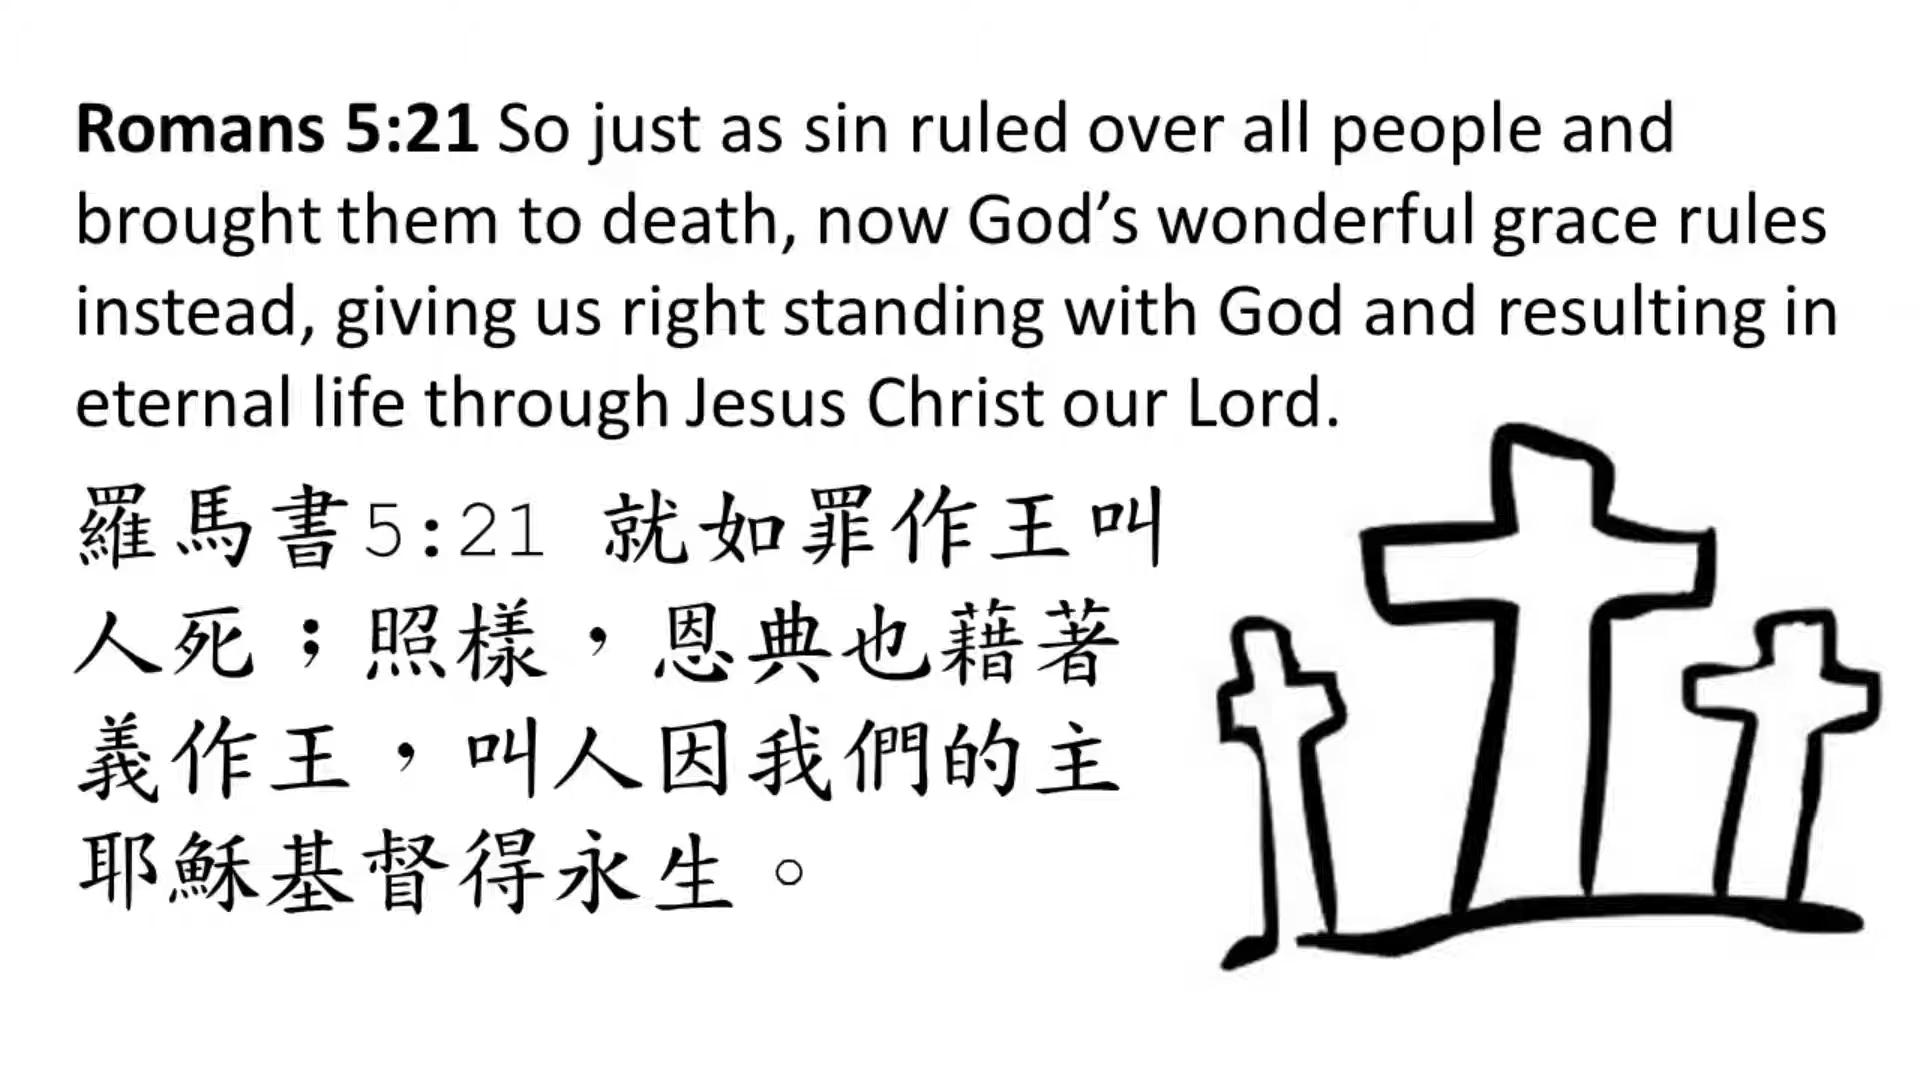 Romans 5:21 So just as sin ruled over all people and
brought them to death, now God’s wonderful grace rules
instead, giving us right standing with God and resulting in
eternal life through Jesus Christ our Lord.
羅馬書5:21 就如罪作王叫
人死；照樣，恩典也藉著
義作王，叫人因我們的主
耶穌基督得永生。